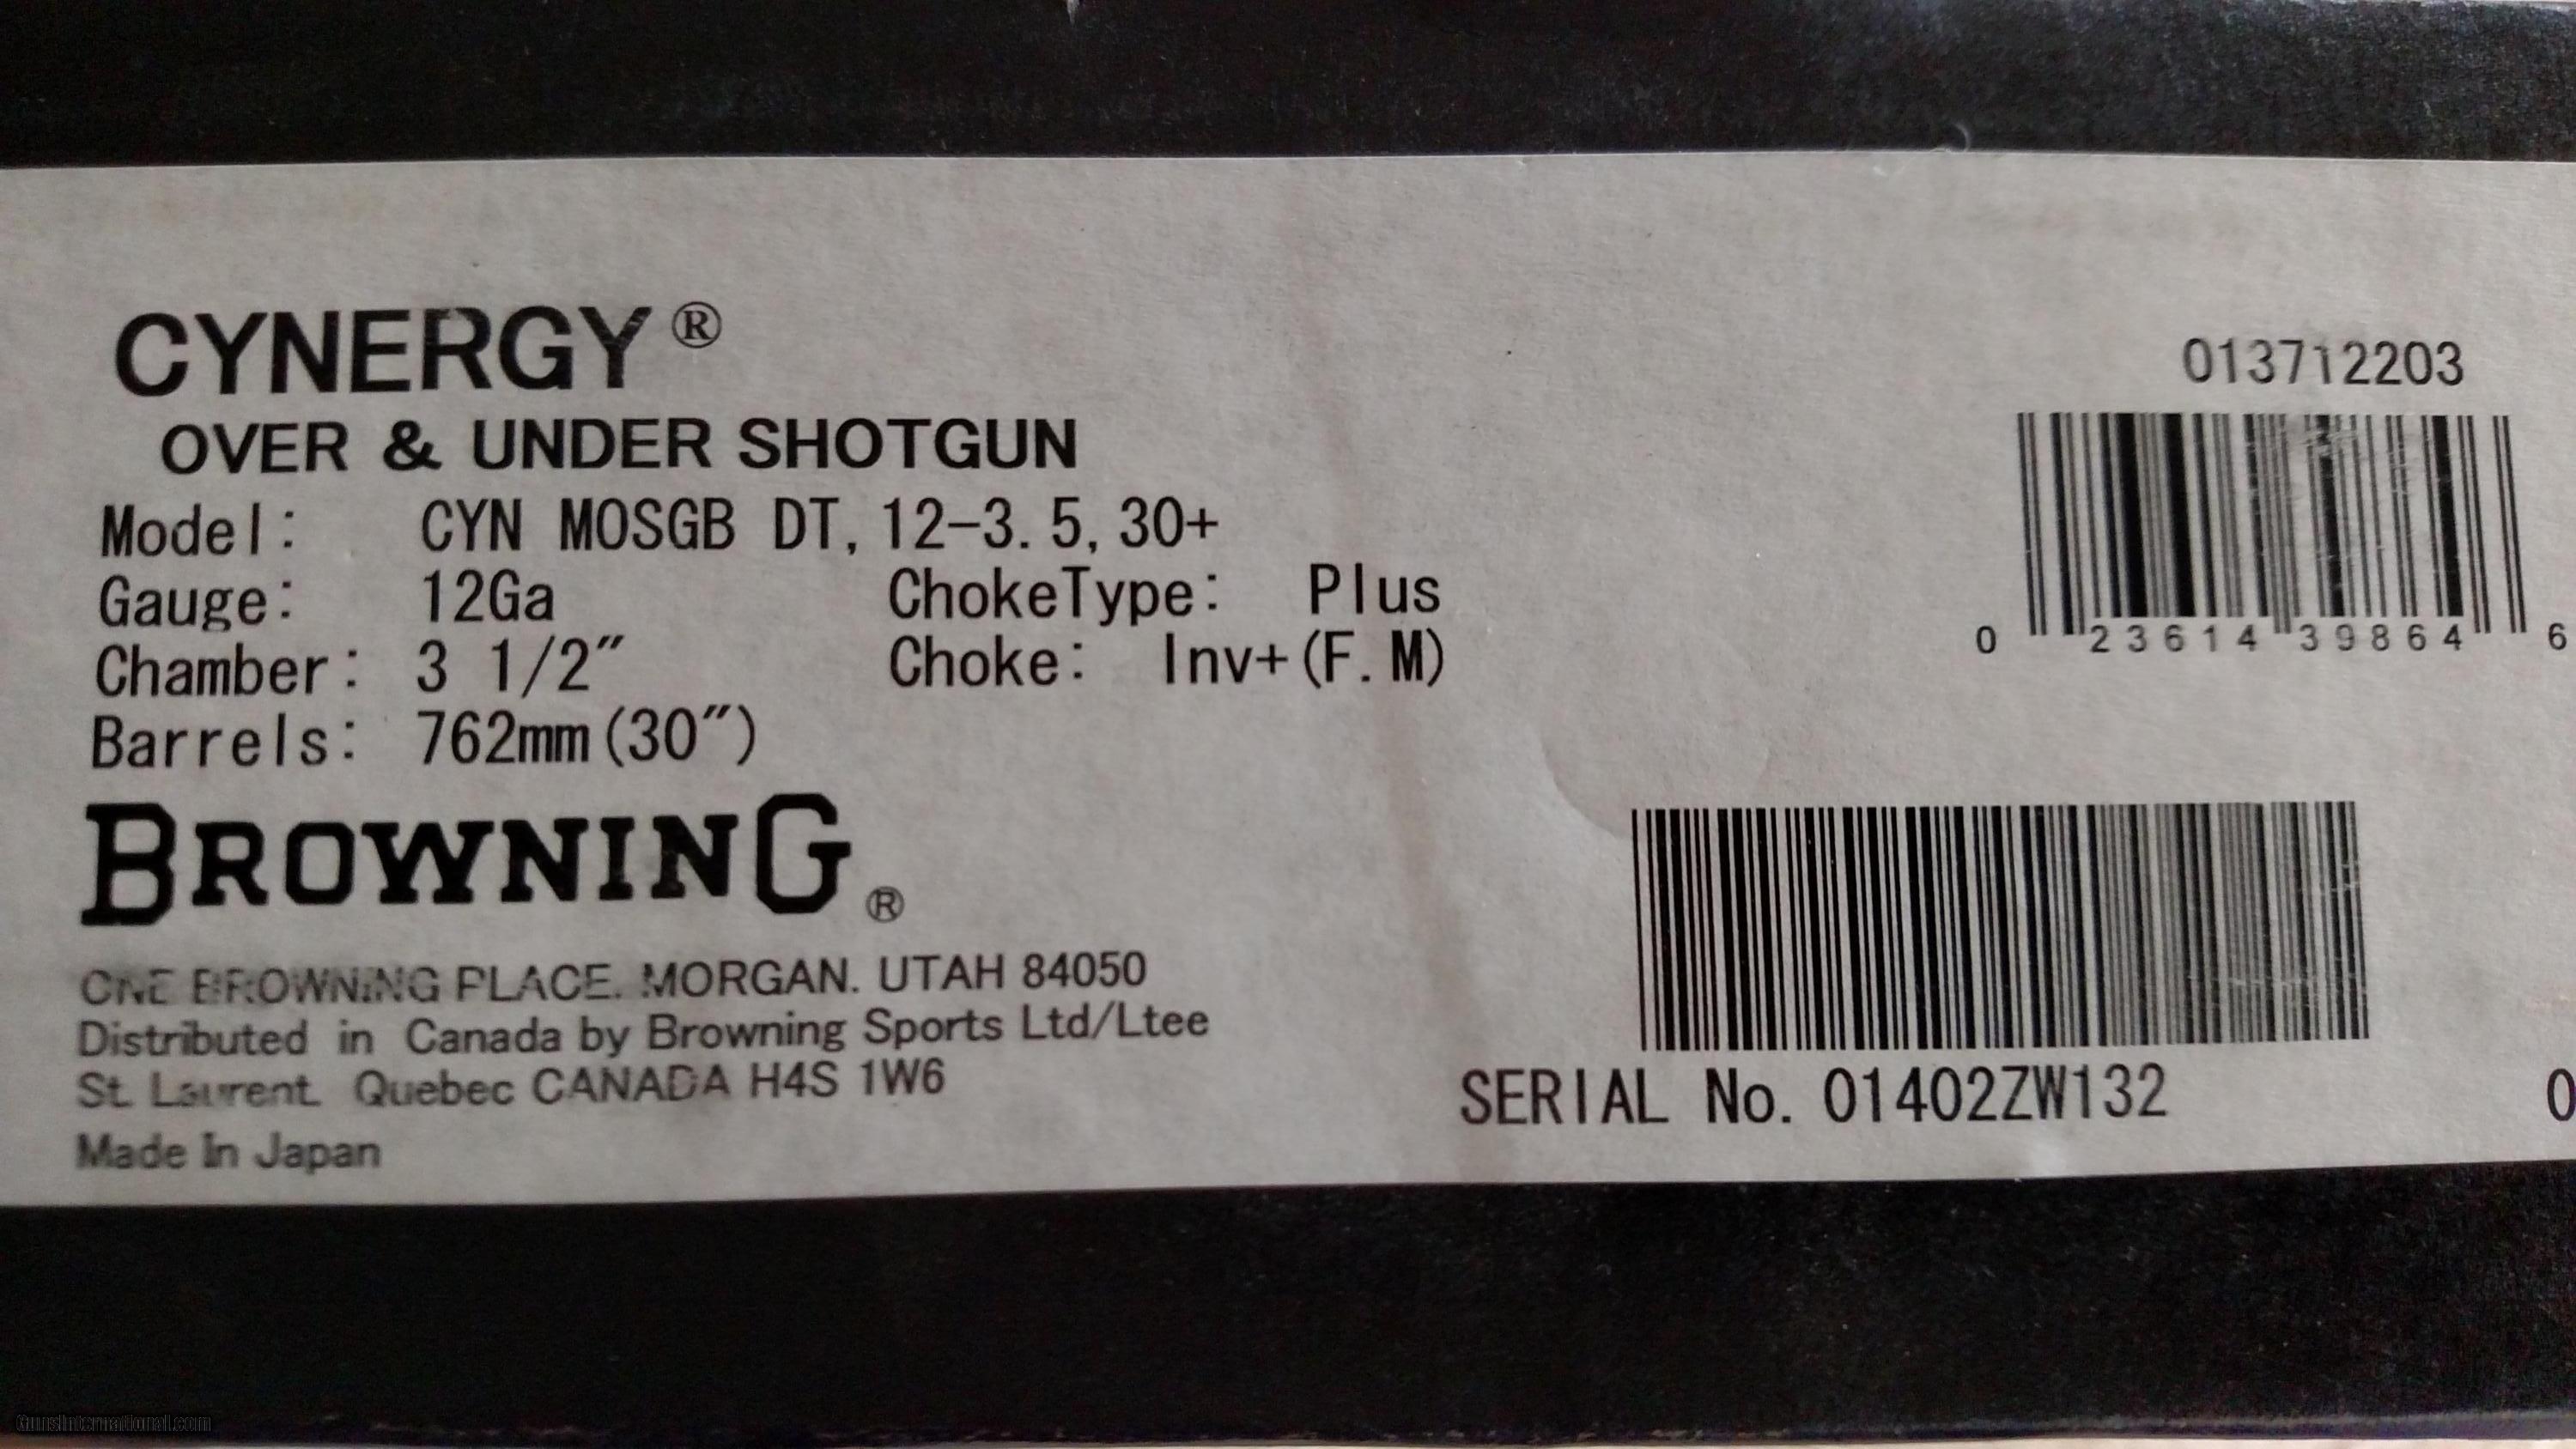 CYNERGY®
OVER & UNDER SHOTGUN
Model: CYN MOSGB DT, 12-3.5, 30+
Gauge: 12Ga ChokeType: Plus
Chamber: 3 1/2" Choke: Inv+(F.M)
Barrels: 762mm(30")
BROWNING®
ONE BROWNING PLACE. MORGAN. UTAH 84050
Distributed in Canada by Browning Sports Ltd/Ltee
St. Laurent. Quebec CANADA H4S 1W6
Made In Japan
013712203
0 23614 39864 6
SERIAL No. 01402ZW132
0
GunsInternational.com